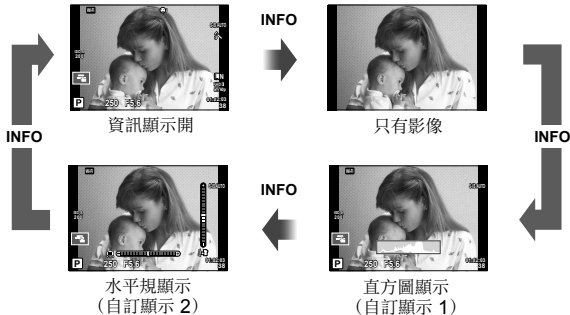 INFO
資訊顯示開
只有影像
INFO
INFO
INFO
水平規顯示
（自訂顯示 2）
直方圖顯示
（自訂顯示 1）
P
250 F5.6
38
P
250 F5.6
38
P
250 F5.6
38